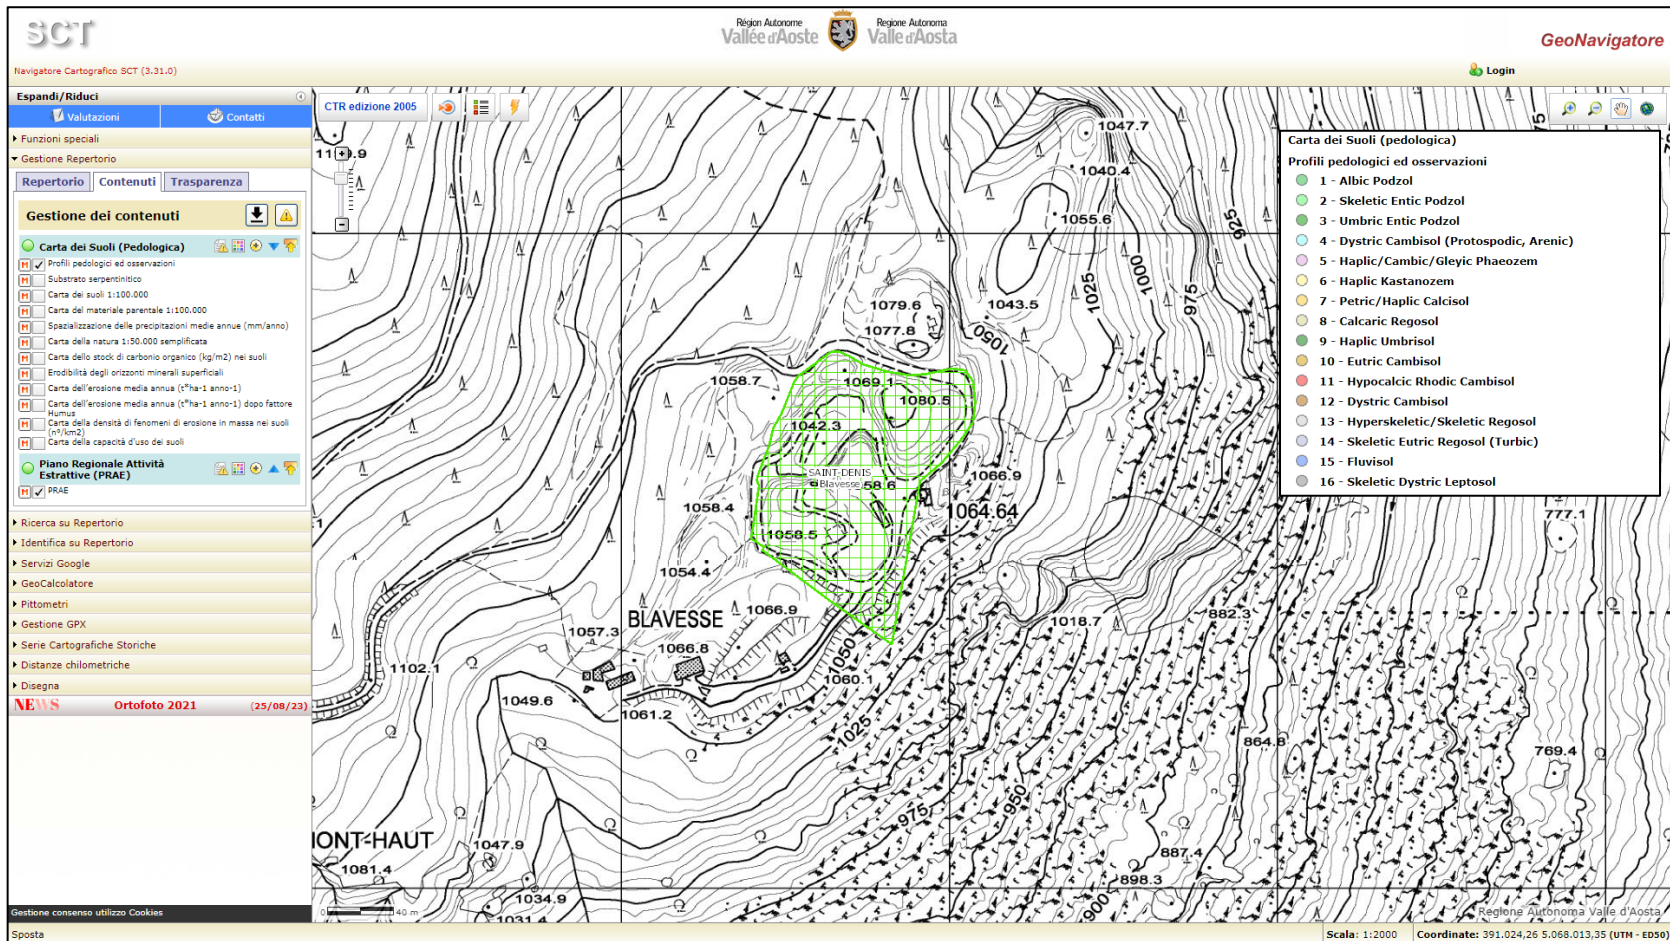 SCT
Région Autonome
Vallée d'Aoste
Regione Autonoma
Valle d'Aosta
GeoNavigatore
Navigatore Cartografico SCT (3.31.0)
Login
Espandi/Riduci
Valutazioni
Contatti
Funzioni speciali
Gestione Repertorio
Repertorio
Contenuti
Trasparenza
Gestione dei contenuti
Carta dei Suoli (Pedologica)
M Profili pedologici ed osservazioni
M Substrato serpentinitico
M Carta dei suoli 1:100.000
M Carta del materiale parentale 1:100.000
M Spazializzazione delle precipitazioni medie annue (mm/anno)
M Carta della natura 1:50.000 semplificata
M Carta dello stock di carbonio organico (kg/m2) nei suoli
M Erodibilità degli orizzonti minerali superficiali
M Carta dell'erosione media annua (t*ha-1 anno-1)
M Carta dell'erosione media annua (t*ha-1 anno-1) dopo fattore
Humus
M Carta della densità di fenomeni di erosione in massa nei suoli
(n°/km2)
M Carta della capacità d'uso dei suoli
Piano Regionale Attività
Estrattive (PRAE)
M PRAE
Ricerca su Repertorio
Identifica su Repertorio
Servizi Google
GeoCalcolatore
Pittometri
Gestione GPX
Serie Cartografiche Storiche
Distanze chilometriche
Disegna
NEWS Ortofoto 2021 (25/08/23)
Gestione consenso utilizzo Cookies
Sposta
CTR edizione 2005
Carta dei Suoli (pedologica)
Profili pedologici ed osservazioni
1 - Albic Podzol
2 - Skeletic Entic Podzol
3 - Umbric Entic Podzol
4 - Dystric Cambisol (Protospodic, Arenic)
5 - Haplic/Cambic/Gleyic Phaeozem
6 - Haplic Kastanozem
7 - Petric/Haplic Calcisol
8 - Calcaric Regosol
9 - Haplic Umbrisol
10 - Eutric Cambisol
11 - Hypocalcic Rhodic Cambisol
12 - Dystric Cambisol
13 - Hyperskeletic/Skeletic Regosol
14 - Skeletic Eutric Regosol (Turbic)
15 - Fluvisol
16 - Skeletic Dystric Leptosol
1047.7
1040.4
1055.6
925
1000
1025
975
1079.6
1043.5
1077.8
1050
1058.7
1069.1
1080.5
1042.3
SAINT-DENIS
Blavesse
58.6
1066.9
1058.4
1064.64
777.1
1058.5
1054.4
BLAVESSE
1066.9
1057.3
882.3
1018.7
1066.8
1050
1102.1
1060.1
1049.6
1061.2
1025
864.8
769.4
950
975
MONT-HAUT
1047.9
887.4
1081.4
898.3
1034.9
900
1031.4
0
40 m
Regione Autonoma Valle d'Aosta
Scala: 1:2000
Coordinate: 391.024,26 5.068.013,35 (UTM - ED50)